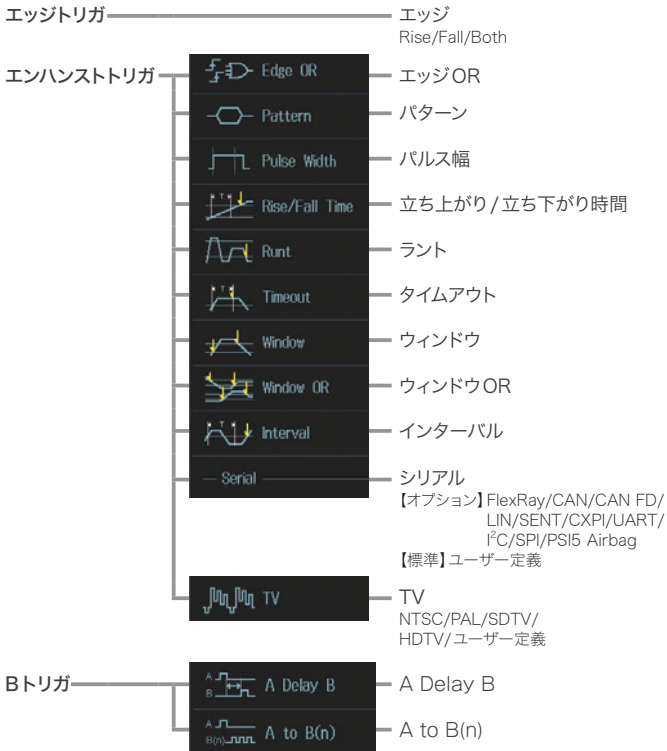 エッジトリガ
エッジ
Rise/Fall/Both
エンハンストトリガ
Edge OR
エッジOR
Pattern
パターン
Pulse Width
パルス幅
T
Rise/Fall Time
立ち上がり/立ち下がり時間
Runt
ラント
T
Timeout
タイムアウト
Window
ウィンドウ
Window OR
ウィンドウOR
T
Interval
インターバル
Serial
シリアル
【オプション】FlexRay/CAN/CAN FD/
LIN/SENT/CXPI/UART/
I²C/SPI/PSI5 Airbag
【標準】ユーザー定義
TV
TV
NTSC/PAL/SDTV/
HDTV/ユーザー定義
Bトリガ
A
B
A Delay B
A Delay B
A
B(n)
A to B(n)
A to B(n)